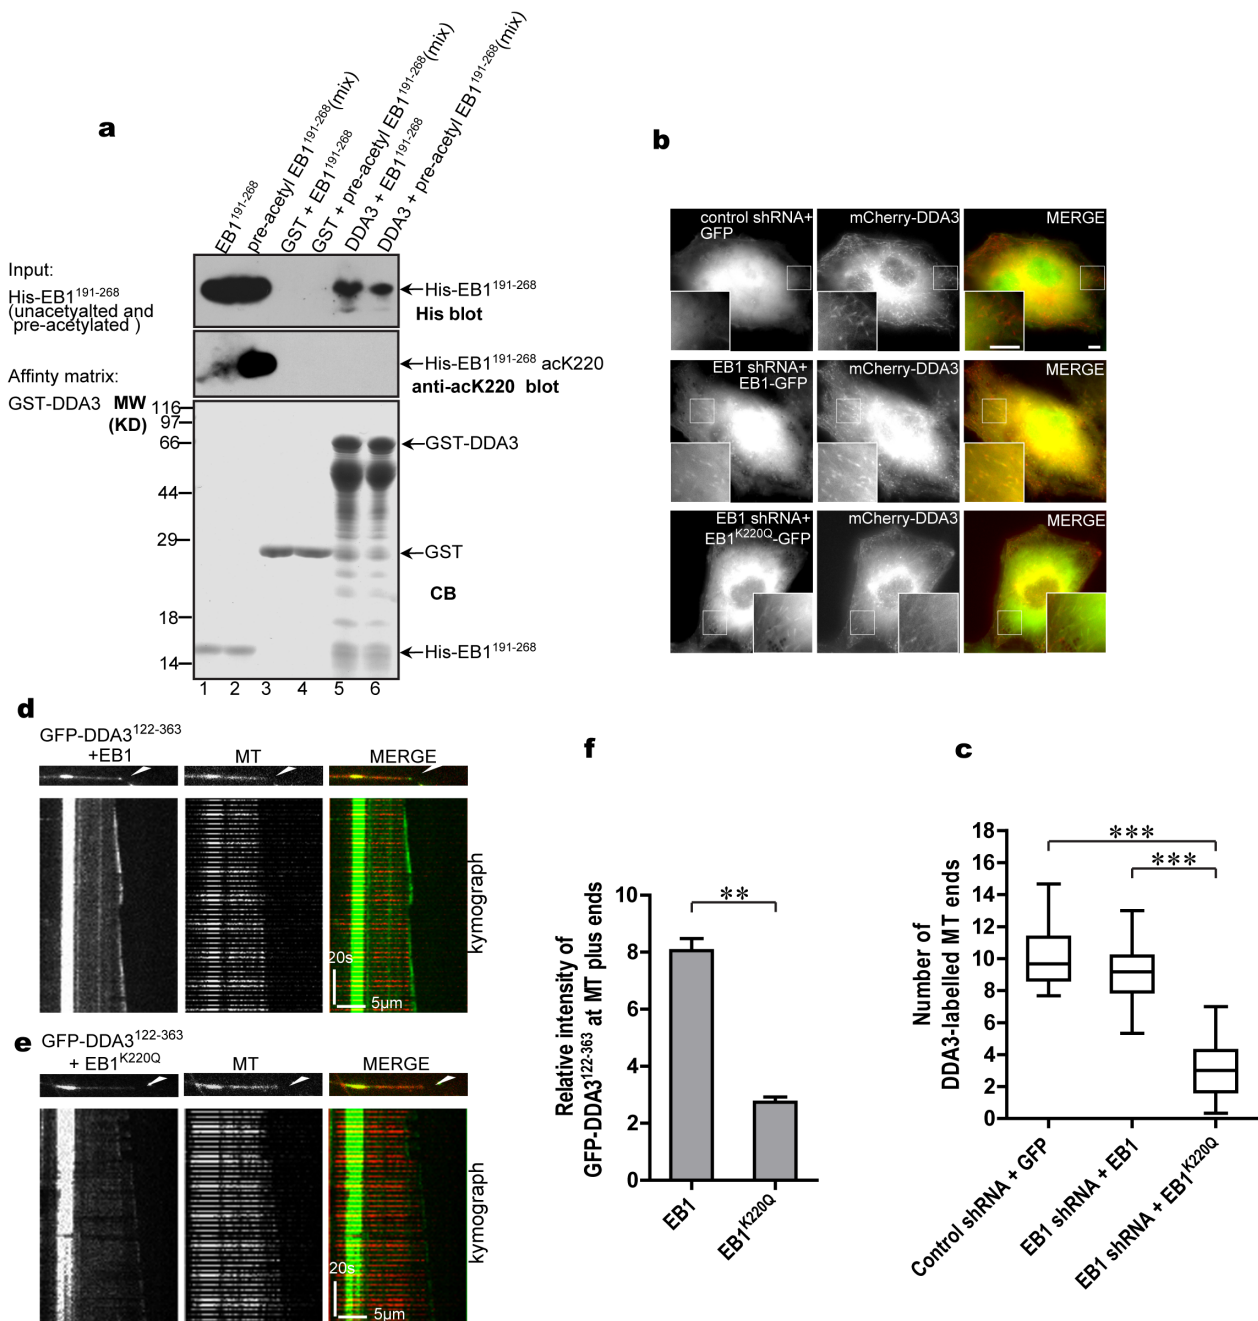 a
EB1191-268
pre-acetyl EB1191-268(mix)
GST + EB1191-268
GST + pre-acetyl EB1191-268(mix)
DDA3 + EB1191-268
DDA3 + pre-acetyl EB1191-268(mix)
Input:
His-EB1191-268
(unacetyalted and
pre-acetylated )
His-EB1191-268
His blot
His-EB1191-268 acK220
anti-acK220 blot
Affinity matrix:
GST-DDA3
MW
(KD)
116
97
66
44
29
18
14
GST-DDA3
GST
CB
His-EB1191-268
1 2 3 4 5 6
b
control shRNA+
GFP
mCherry-DDA3
MERGE
EB1 shRNA+
EB1-GFP
mCherry-DDA3
MERGE
EB1 shRNA+
EB1K220Q-GFP
mCherry-DDA3
MERGE
d
GFP-DDA3122-363
+EB1
MT
MERGE
20s
5μm
kymograph
e
GFP-DDA3122-363
+ EB1K220Q
MT
MERGE
20s
5μm
kymograph
f
Relative intensity of
GFP-DDA3122-363 at MT plus ends
10
8
6
4
2
0
**
EB1
EB1K220Q
c
Number of
DDA3-labelled MT ends
18
16
14
12
10
8
6
4
2
0
***
***
Control shRNA + GFP
EB1 shRNA + EB1
EB1 shRNA + EB1K220Q